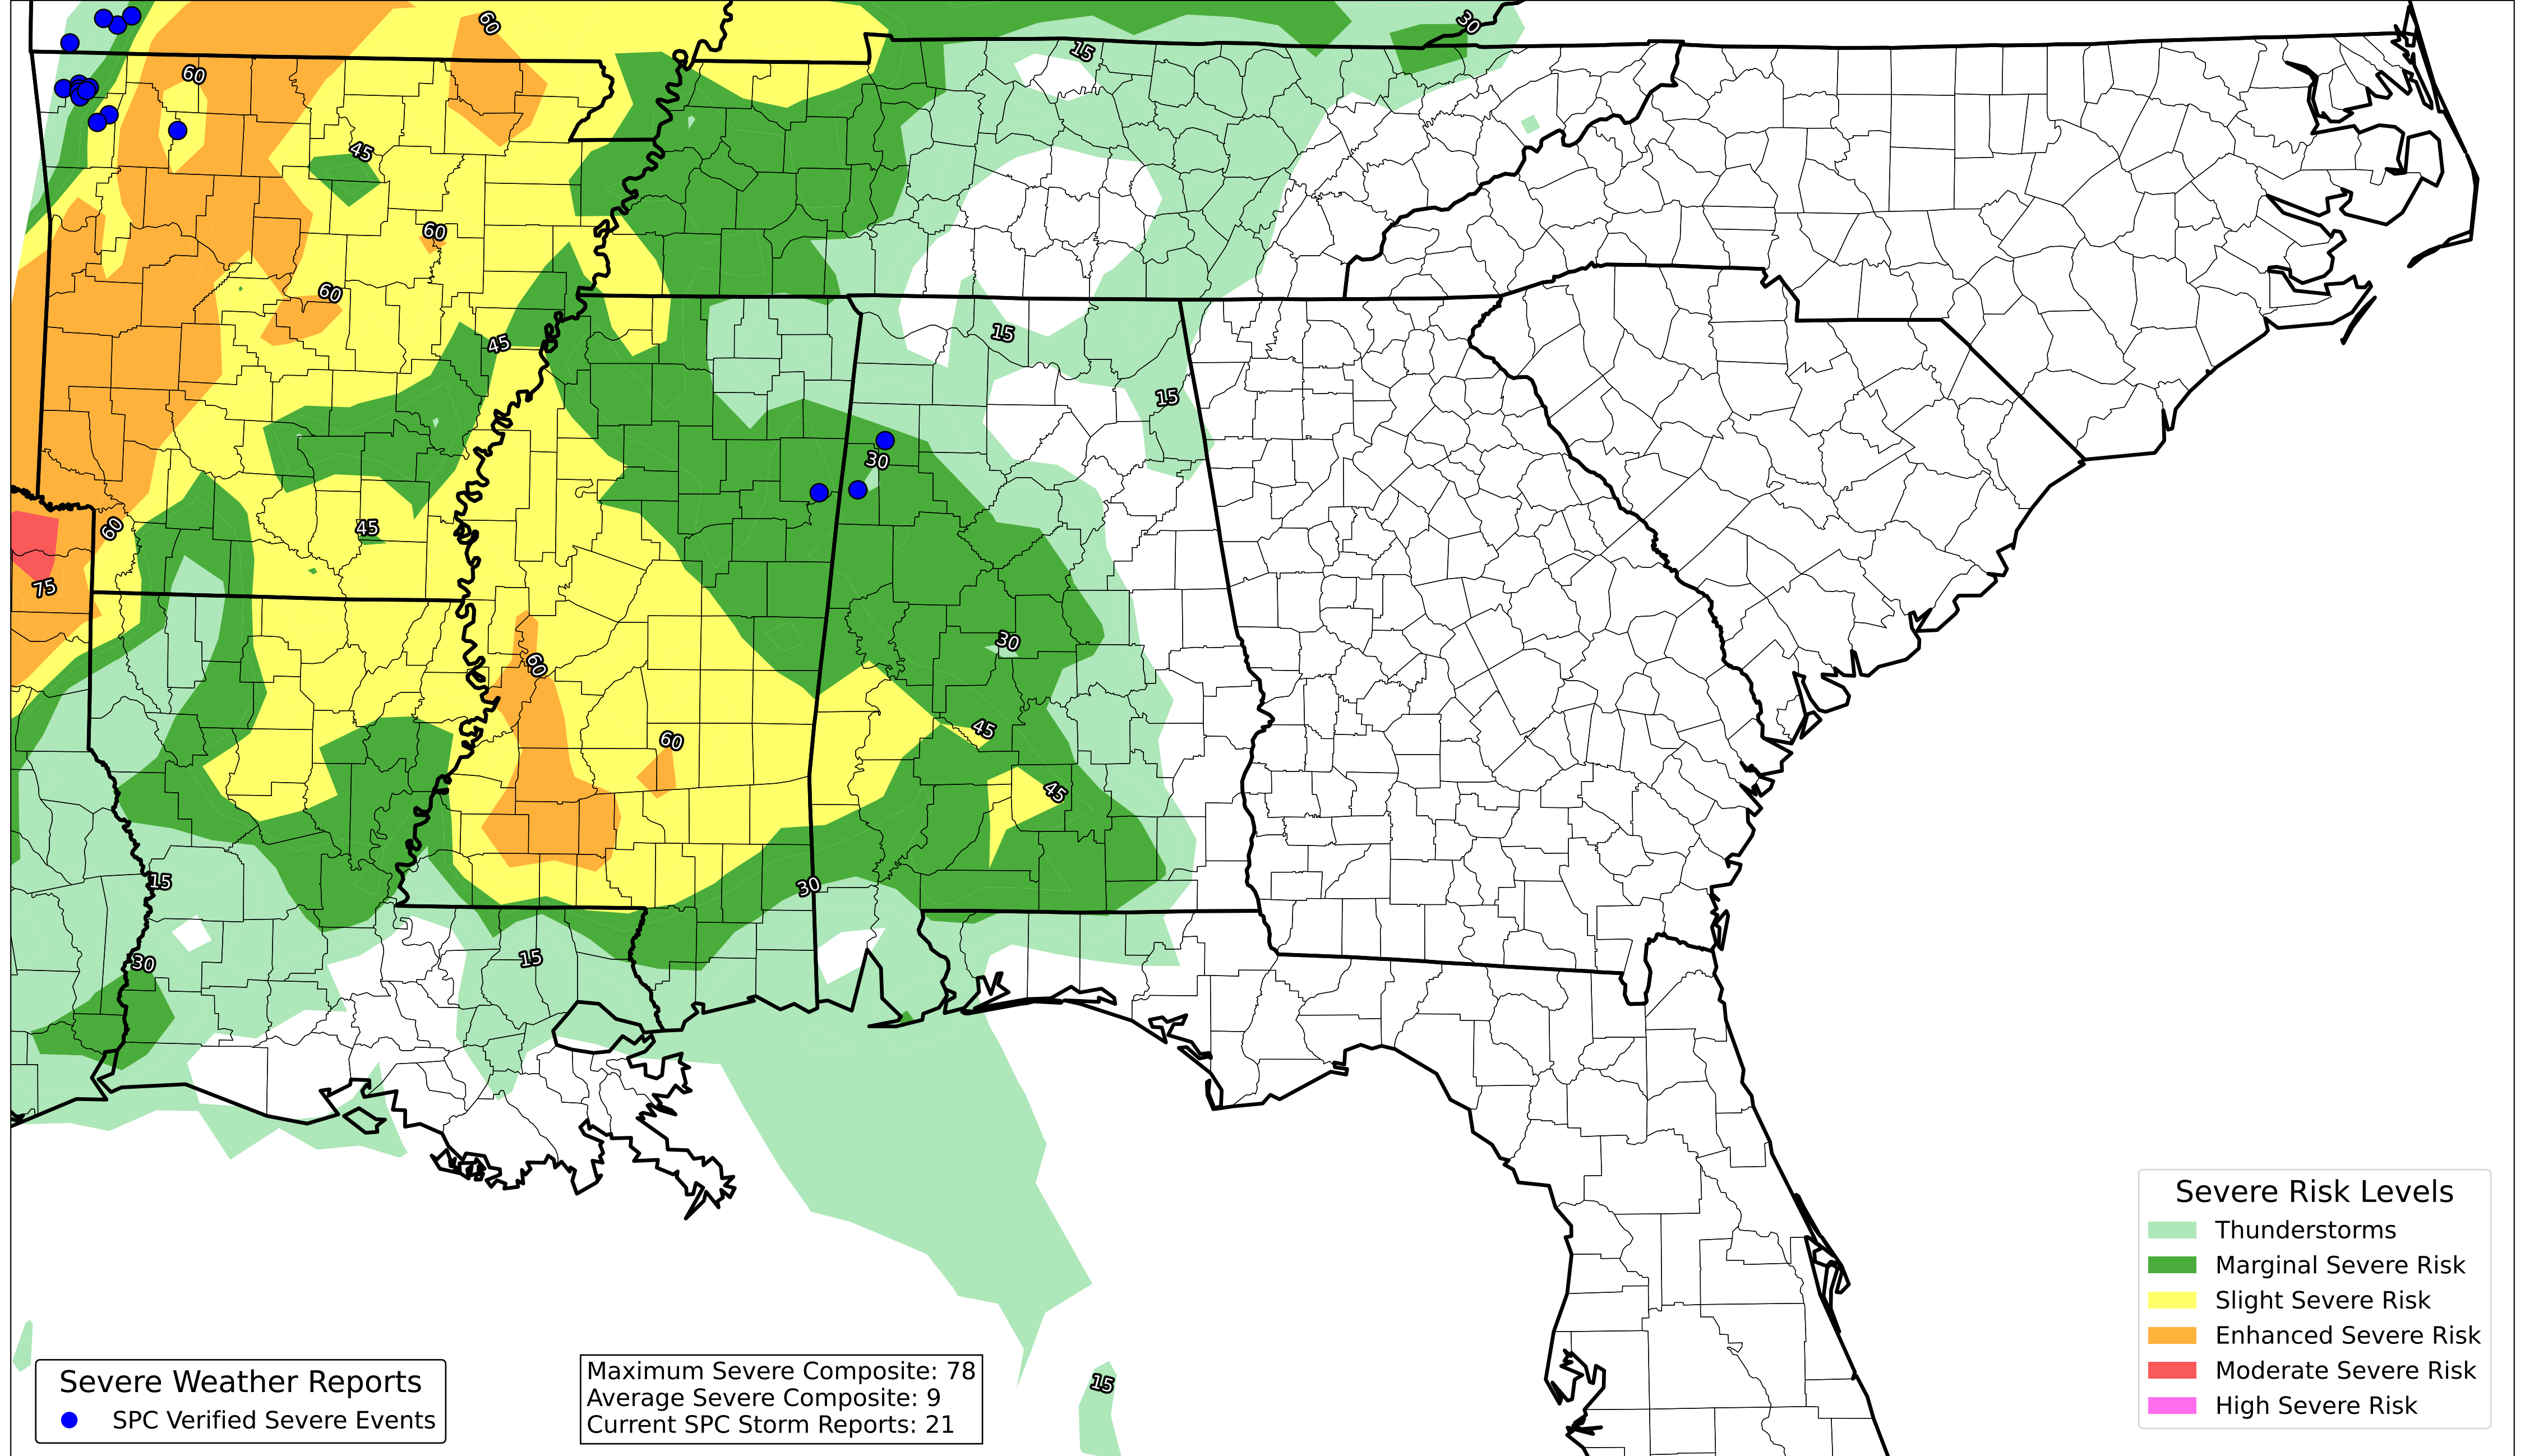 60
30
15
60
45
60
60
15
45
15
30
45
60
75
30
60
45
60
45
15
30
15
30
15
Severe Risk Levels
Thunderstorms
Marginal Severe Risk
Slight Severe Risk
Enhanced Severe Risk
Moderate Severe Risk
High Severe Risk
Severe Weather Reports
SPC Verified Severe Events
Maximum Severe Composite: 78
Average Severe Composite: 9
Current SPC Storm Reports: 21